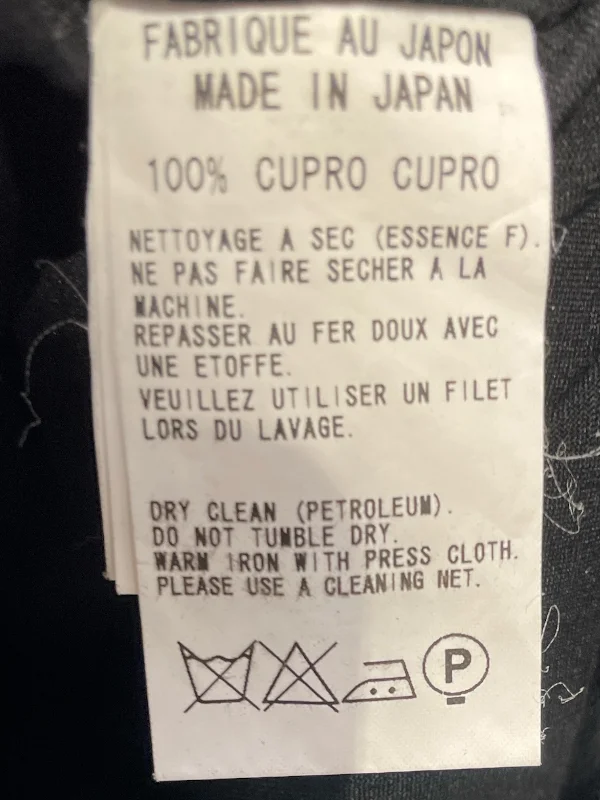 FABRIQUE AU JAPON
MADE IN JAPAN
100% CUPRO CUPRO
NETTOYAGE A SEC (ESSENCE F).
NE PAS FAIRE SECHER A LA
MACHINE.
REPASSER AU FER DOUX AVEC
UNE ETOFFE.
VEUILLEZ UTILISER UN FILET
LORS DU LAVAGE.
DRY CLEAN (PETROLEUM).
DO NOT TUMBLE DRY.
WARM IRON WITH PRESS CLOTH.
PLEASE USE A CLEANING NET.
P